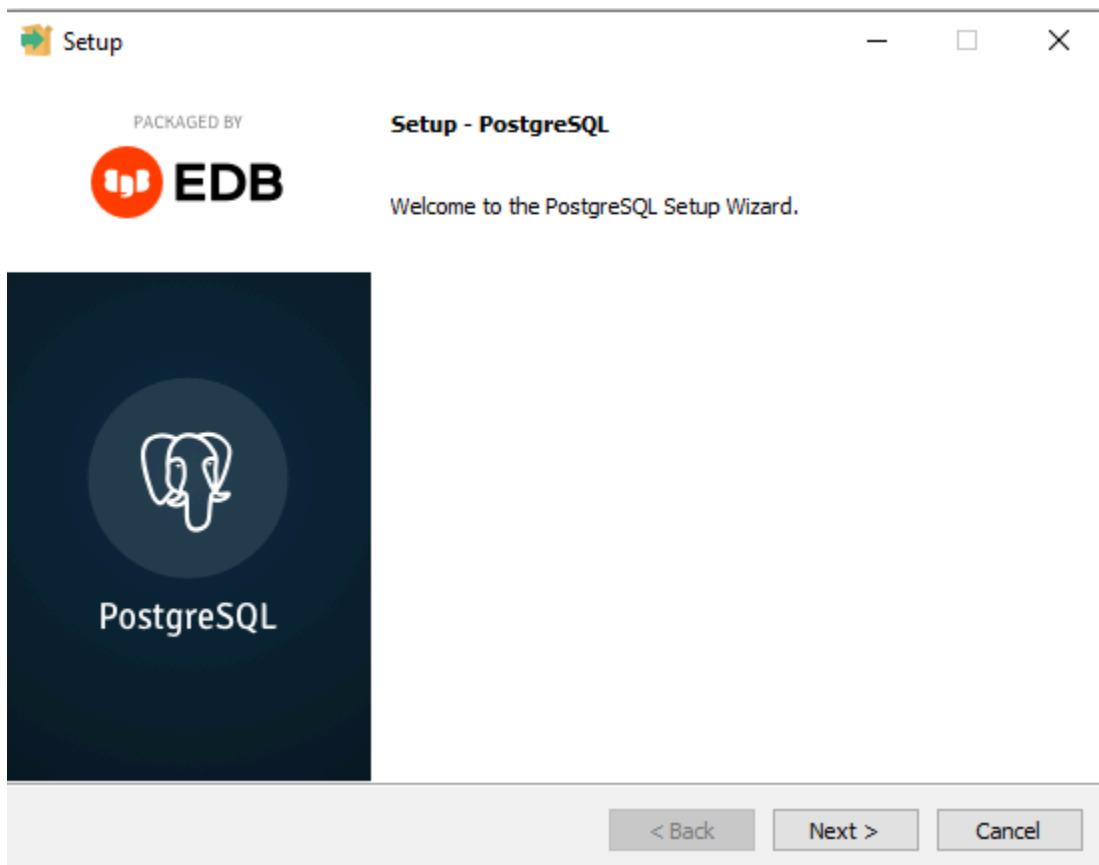 Setup
PACKAGED BY
EDB
Setup - PostgreSQL
Welcome to the PostgreSQL Setup Wizard.
PostgreSQL
< Back
Next >
Cancel